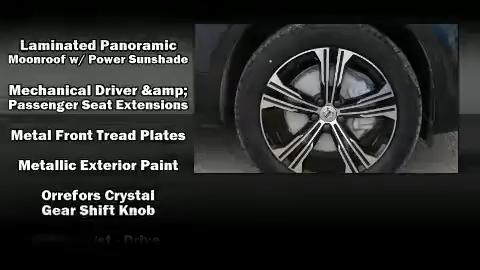 Laminated Panoramic
Moonroof w/ Power Sunshade
Mechanical Driver &amp;
Passenger Seat Extensions
Metal Front Tread Plates
Metallic Exterior Paint
Orrefors Crystal
Gear Shift Knob
- Drive